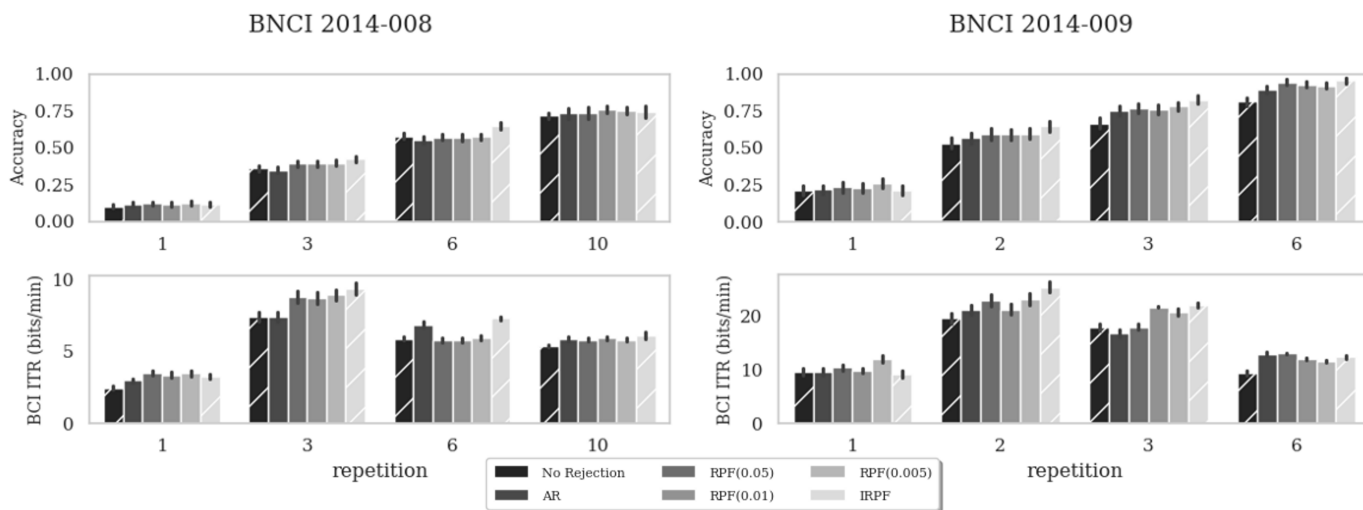 BNCI 2014-008
BNCI 2014-009
Accuracy
1.00
0.75
0.50
0.25
0.00
1 3 6 10
Accuracy
1.00
0.75
0.50
0.25
0.00
1 2 3 6
BCI ITR (bits/min)
10
5
0
1 3 6 10
repetition
BCI ITR (bits/min)
20
10
0
1 2 3 6
repetition
No Rejection RPF(0.05) RPF(0.005)
AR RPF(0.01) IRPF